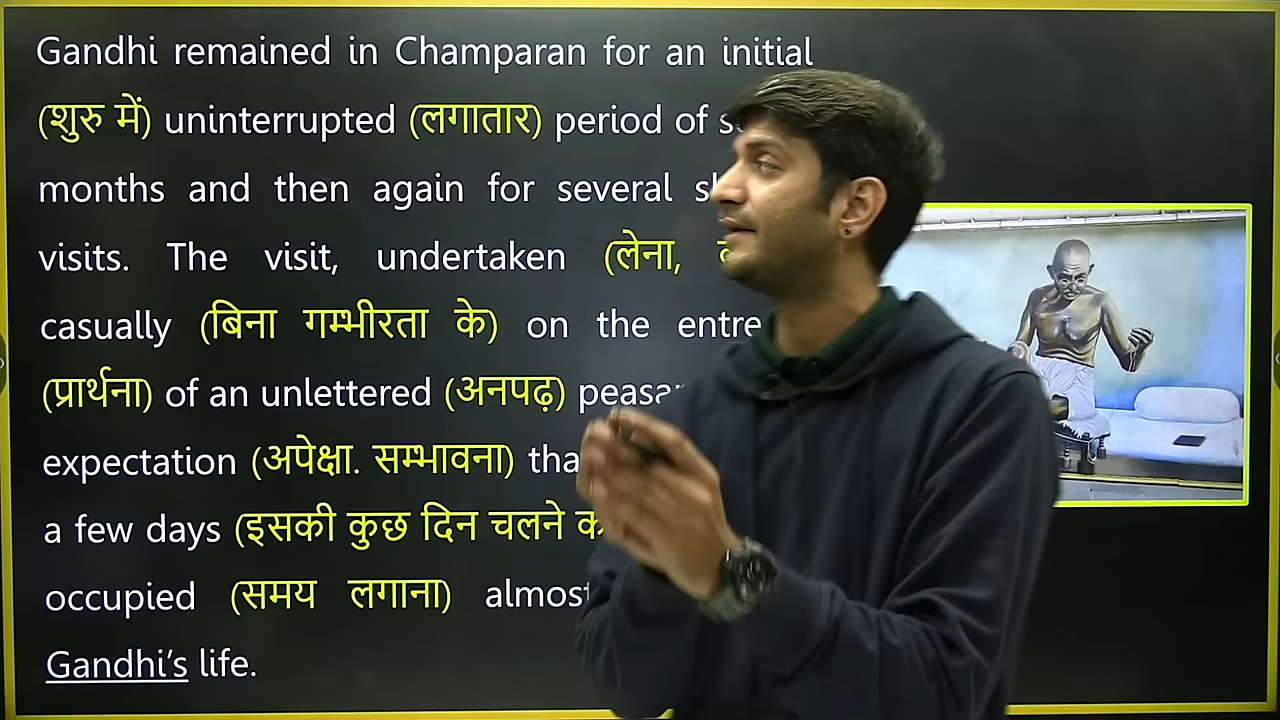 Gandhi remained in Champaran for an initial
(शुरु में) uninterrupted (लगातार) period of
months and then again for several
visits. The visit, undertaken (लेना,
casually (बिना गम्भीरता के) on the
(प्रार्थना) of an unlettered (अनपढ़)
expectation (अपेक्षा. सम्भावना)
a few days (इसकी कुछ दिन चलने
occupied (समय लगाना) almost
Gandhi's life.